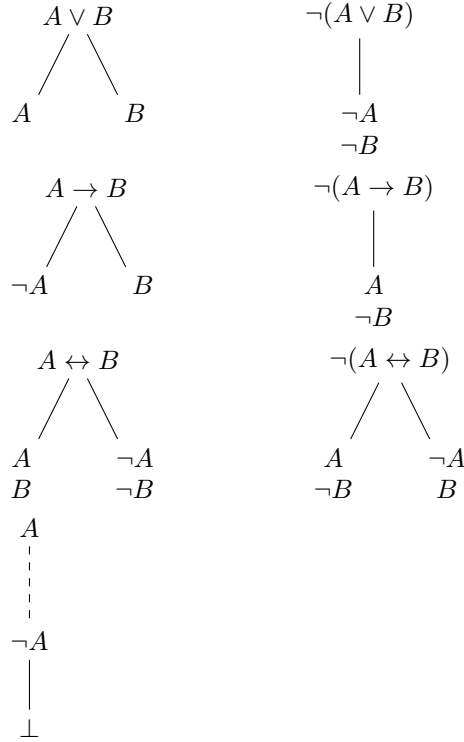 A ∨ B ¬(A ∨ B)
A B ¬A
¬B
A → B ¬(A → B)
¬A B A
¬B
A ↔ B ¬(A ↔ B)
A ¬A A ¬A
B ¬B ¬B B
A
¬A
⊥